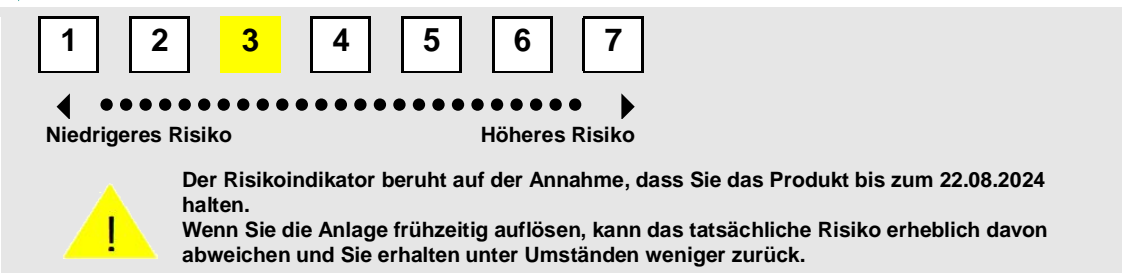 1 2 3 4 5 6 7
Niedrigeres Risiko Höheres Risiko
Der Risikoindikator beruht auf der Annahme, dass Sie das Produkt bis zum 22.08.2024
halten.
Wenn Sie die Anlage frühzeitig auflösen, kann das tatsächliche Risiko erheblich davon
abweichen und Sie erhalten unter Umständen weniger zurück.
!